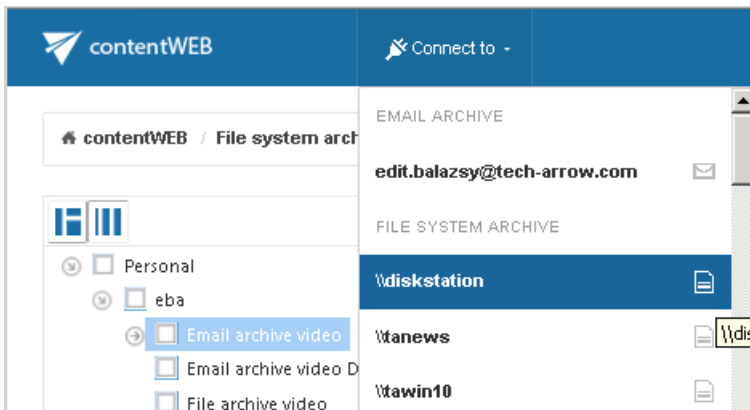 contentWEB
Connect to
contentWEB / File system arch
EMAIL ARCHIVE
edit.balazsy@tech-arrow.com
FILE SYSTEM ARCHIVE
\\diskstation
\\tanews
\\tawin10
\\dis
Personal
eba
Email archive video
Email archive video D
File archive video